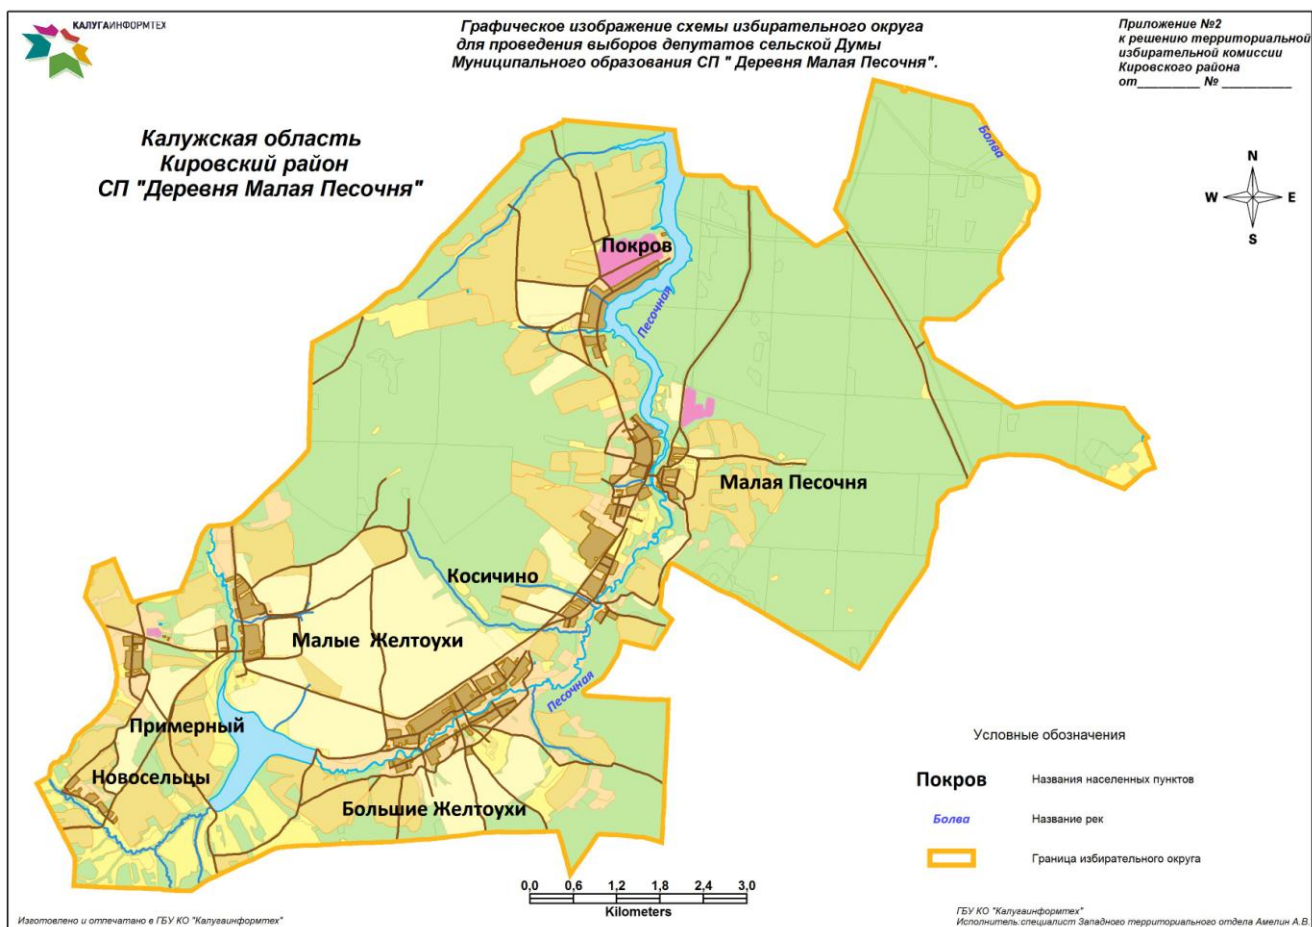 КАЛУГАИНФОРМТЕХ
Графическое изображение схемы избирательного округа
для проведения выборов депутатов сельской Думы
Муниципального образования СП " Деревня Малая Песочня".
Приложение №2
к решению территориальной
избирательной комиссии
Кировского района
от_________ № __________
Калужская область
Кировский район
СП "Деревня Малая Песочня"
Болва
N
W E
S
Покров
Песочная
Малая Песочня
Косичино
Малые Желтоухи
Песочная
Примерный
Новосельцы
Большие Желтоухи
Условные обозначения
Покров Названия населенных пунктов
Болва Название рек
Граница избирательного округа
0,0 0,6 1,2 1,8 2,4 3,0
Kilometers
Изготовлено и отпечатано в ГБУ КО "Калугаинформтех"
ГБУ КО "Калугаинформтех"
Исполнитель:специалист Западного территориального отдела Амелин А.В.